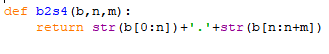 def b2s4(b,n,m):
    return str(b[0:n])+'.'+str(b[n:n+m])